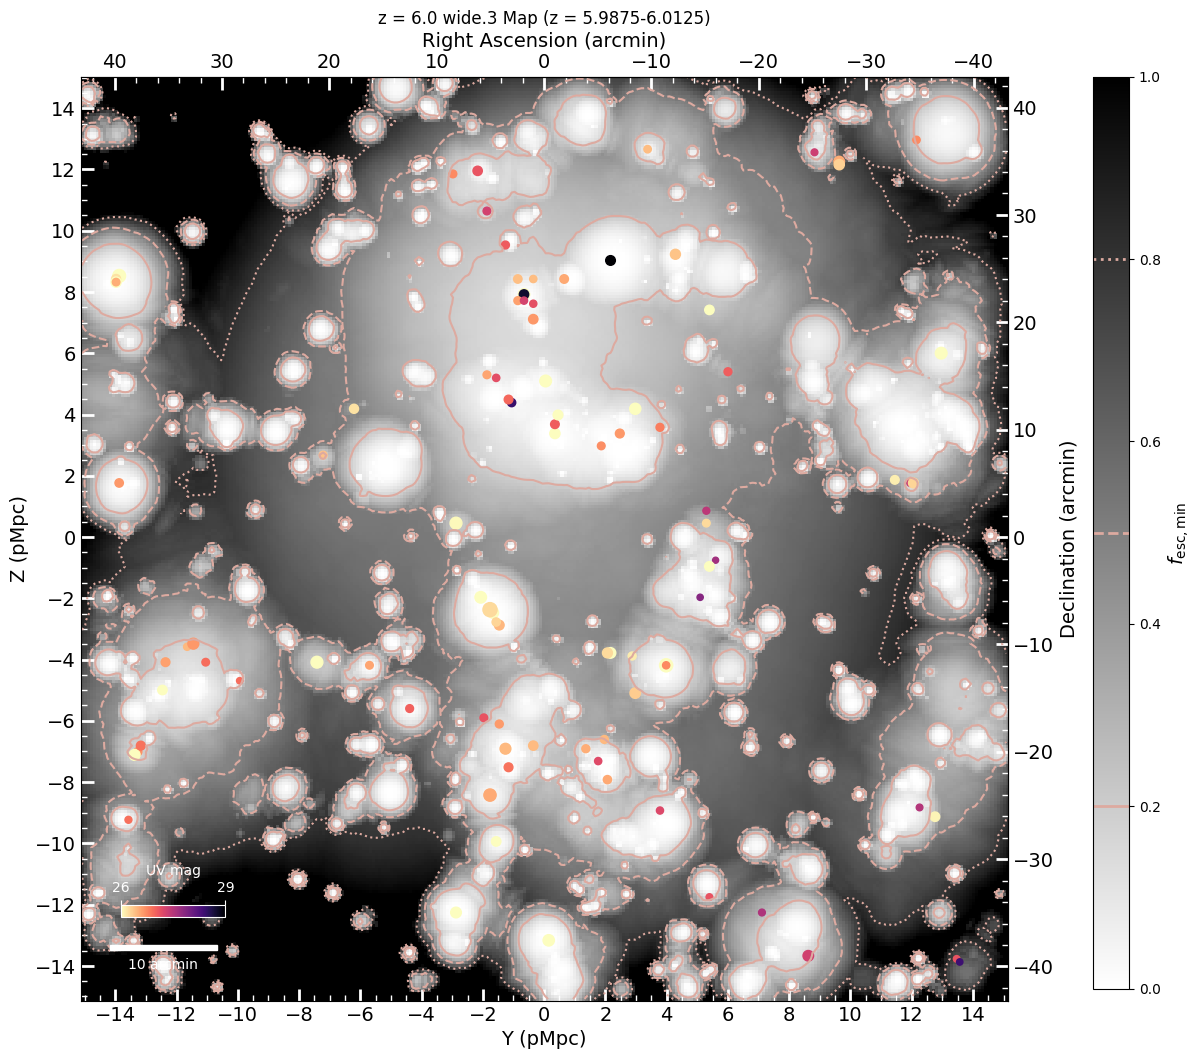 z = 6.0 wide.3 Map (z = 5.9875-6.0125)
Right Ascension (arcmin)
40 30 20 10 0 −10 −20 −30 −40
14 12 10 8 6 4 2 0 −2 −4 −6 −8 −10 −12 −14
Z (pMpc)
40 30 20 10 0 −10 −20 −30 −40
Declination (arcmin)
1.0 0.8 0.6 0.4 0.2 0.0
fesc,min
UV mag
26 29
10 arcmin
−14 −12 −10 −8 −6 −4 −2 0 2 4 6 8 10 12 14
Y (pMpc)